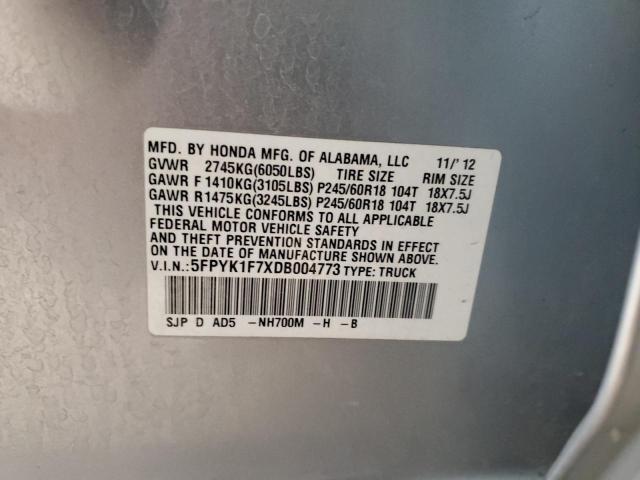 MFD. BY HONDA MFG. OF ALABAMA, LLC 11/'12
GVWR 2745KG(6050LBS) TIRE SIZE RIM SIZE
GAWR F1410KG(3105LBS) P245/60R18 104T 18X7.5J
GAWR R1475KG(3245LBS) P245/60R18 104T 18X7.5J
THIS VEHICLE CONFORMS TO ALL APPLICABLE
FEDERAL MOTOR VEHICLE SAFETY
AND THEFT PREVENTION STANDARDS IN EFFECT
ON THE DATE OF MANUFACTURE SHOWN ABOVE.
V.I.N.:5FPYK1F7XDB004773 TYPE: TRUCK
SJP D AD5 -NH700M -H -B